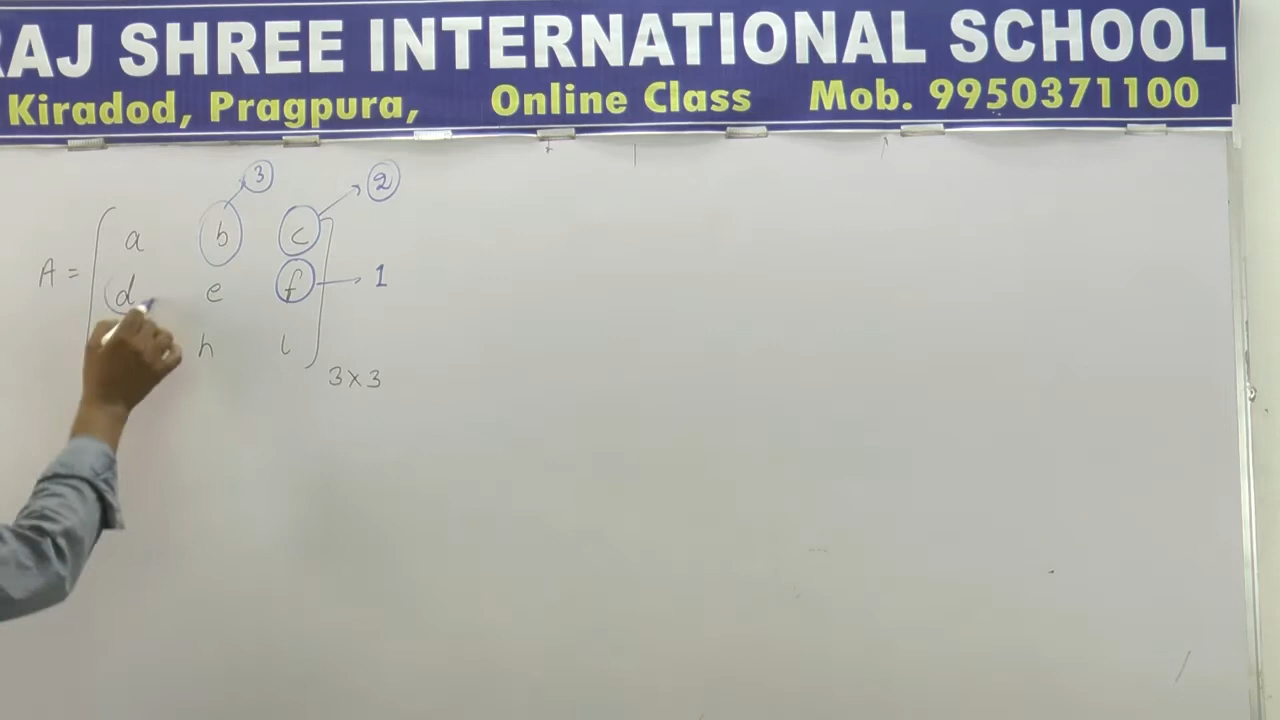 RAJ SHREE INTERNATIONAL SCHOOL
Kiradod, Pragpura, Online Class Mob. 9950371100
3 2
a b c
A = d e f → 1
h i
3×3